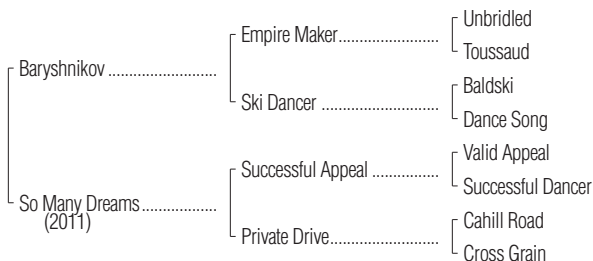 Unbridled
Empire Maker......................
Toussaud
Baryshnikov ........................
Baldski
Ski Dancer .........................
Dance Song
Valid Appeal
Successful Appeal ..............
Successful Dancer
So Many Dreams................
(2011)
Cahill Road
Private Drive.......................
Cross Grain